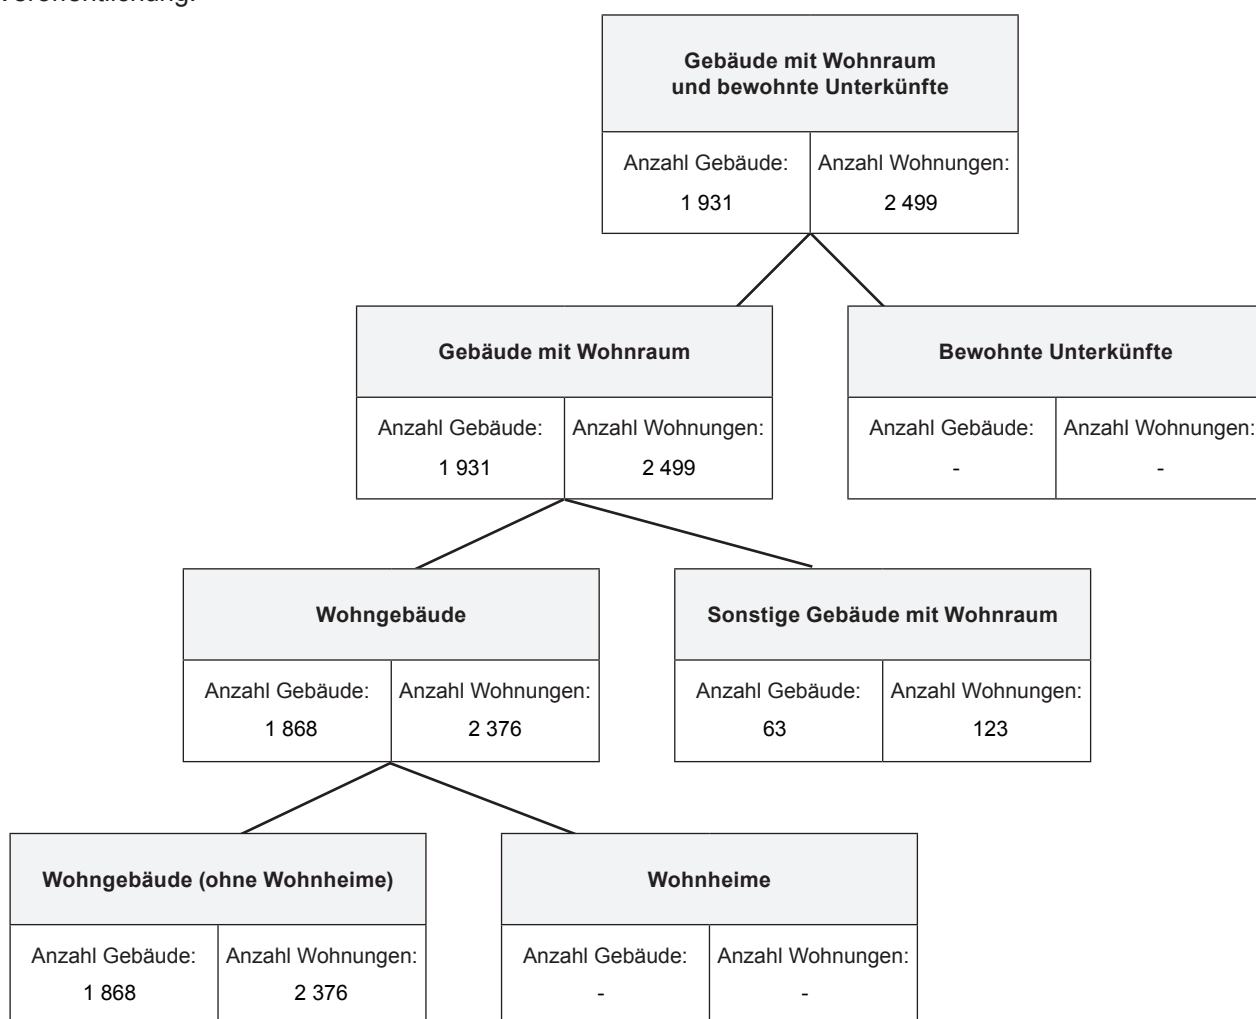 Veröffentlichung.
Gebäude mit Wohnraum
und bewohnte Unterkünfte
Anzahl Gebäude: Anzahl Wohnungen:
1 931 2 499
Gebäude mit Wohnraum Bewohnte Unterkünfte
Anzahl Gebäude: Anzahl Wohnungen: Anzahl Gebäude: Anzahl Wohnungen:
1 931 2 499 - -
Wohngebäude Sonstige Gebäude mit Wohnraum
Anzahl Gebäude: Anzahl Wohnungen: Anzahl Gebäude: Anzahl Wohnungen:
1 868 2 376 63 123
Wohngebäude (ohne Wohnheime) Wohnheime
Anzahl Gebäude: Anzahl Wohnungen: Anzahl Gebäude: Anzahl Wohnungen:
1 868 2 376 - -